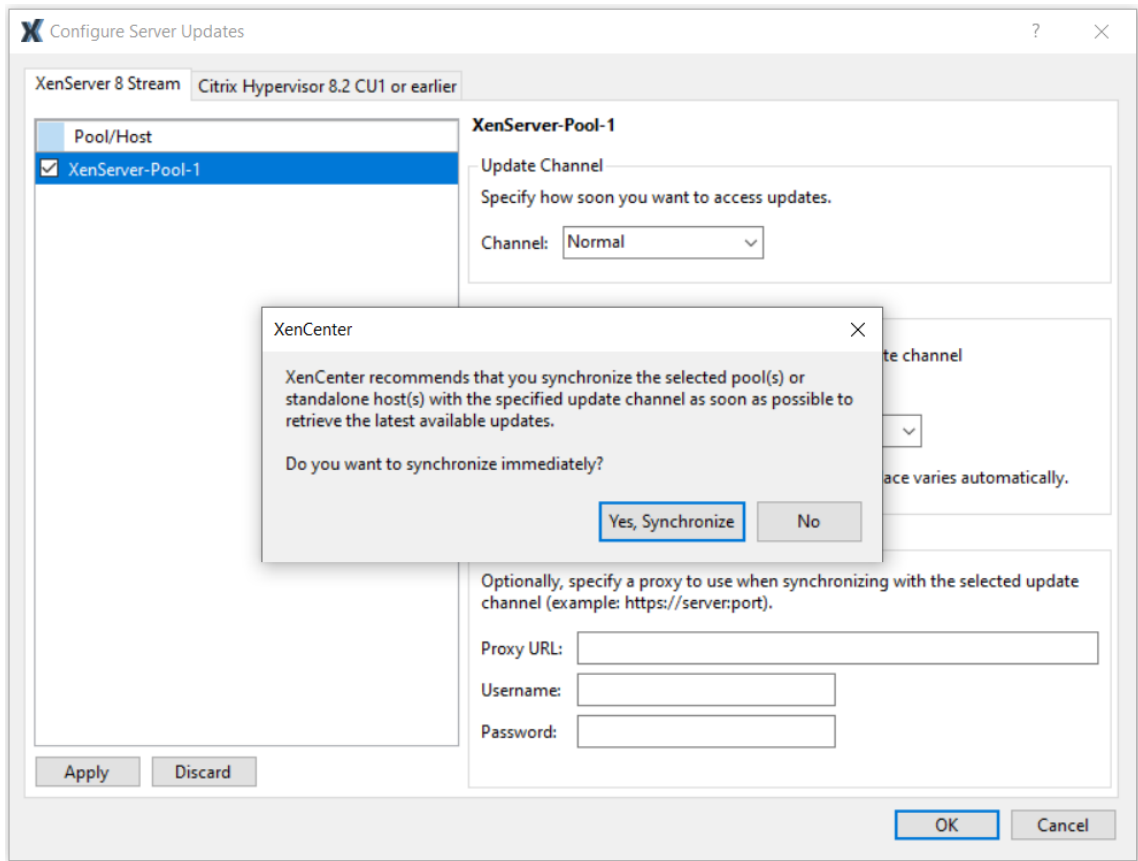 Configure Server Updates
?
XenServer 8 Stream
Citrix Hypervisor 8.2 CU1 or earlier
Pool/Host
XenServer-Pool-1
XenServer-Pool-1
Update Channel
Specify how soon you want to access updates.
Channel: Normal
XenCenter
XenCenter recommends that you synchronize the selected pool(s) or
standalone host(s) with the specified update channel as soon as possible to
retrieve the latest available updates.
Do you want to synchronize immediately?
Yes, Synchronize
No
channel
varies automatically.
Optionally, specify a proxy to use when synchronizing with the selected update
channel (example: https://server:port).
Proxy URL:
Username:
Password:
Apply
Discard
OK
Cancel